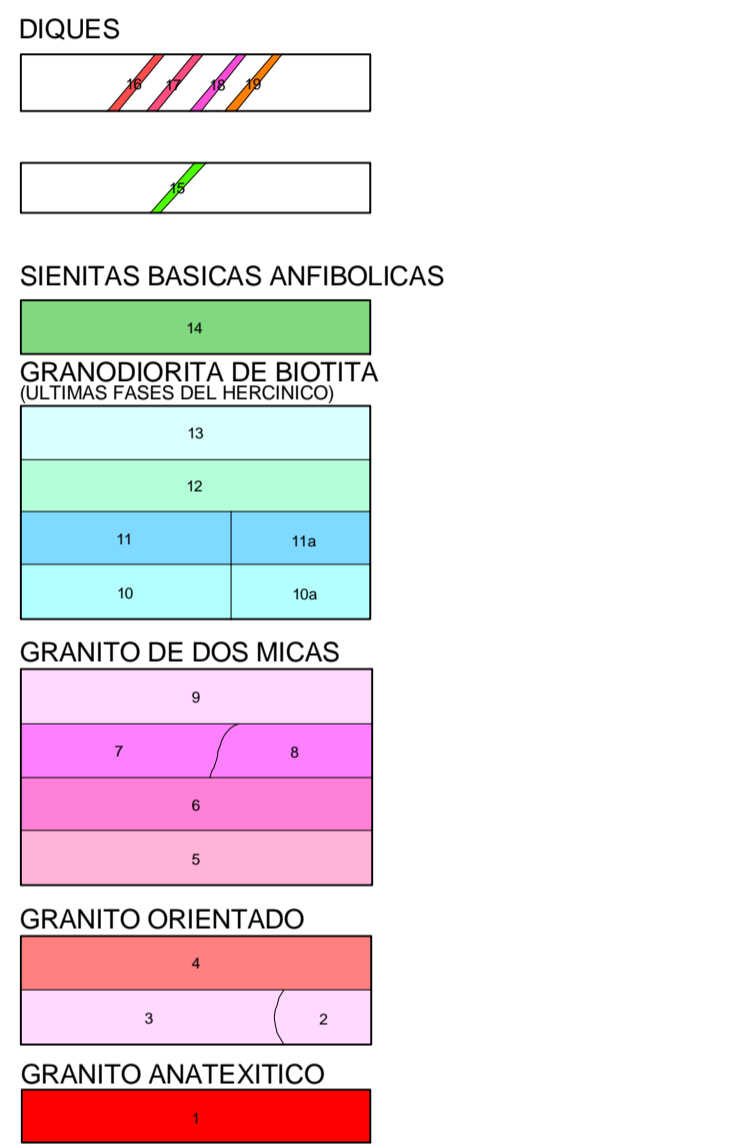 DIQUES
16 17 18 19
15
SIENITAS BASICAS ANFIBOLICAS
14
GRANODIORITA DE BIOTITA
(ULTIMAS FASES DEL HERCINICO)
13
12
11 11a
10 10a
GRANITO DE DOS MICAS
9
7 8
6
5
GRANITO ORIENTADO
4
3 2
GRANITO ANATEXITICO
1